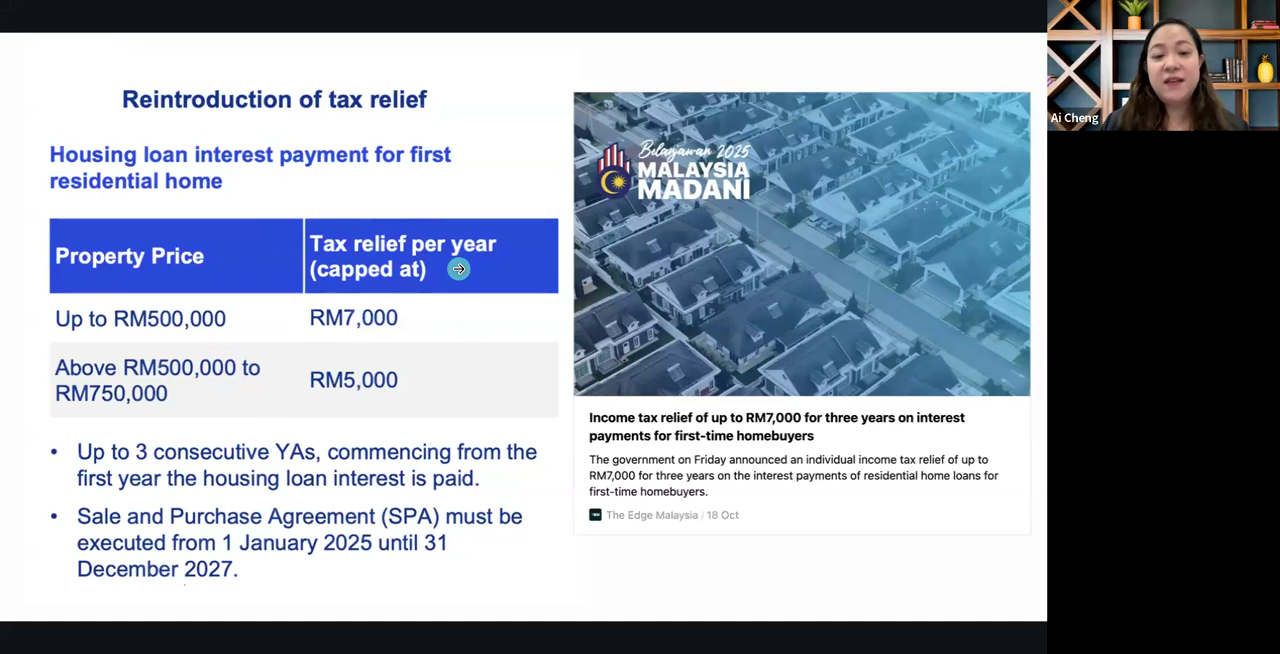 Reintroduction of tax relief
Housing loan interest payment for first
residential home
Property Price
Tax relief per year
(capped at)
Up to RM500,000
RM7,000
Above RM500,000 to
RM750,000
RM5,000
• Up to 3 consecutive YAs, commencing from the
first year the housing loan interest is paid.
• Sale and Purchase Agreement (SPA) must be
executed from 1 January 2025 until 31
December 2027.
Belanjawan 2025
MALAYSIA
MADANI
Income tax relief of up to RM7,000 for three years on interest
payments for first-time homebuyers
The government on Friday announced an individual income tax relief of up to
RM7,000 for three years on the interest payments of residential home loans for
first-time homebuyers.
The Edge Malaysia / 18 Oct
Ai Cheng